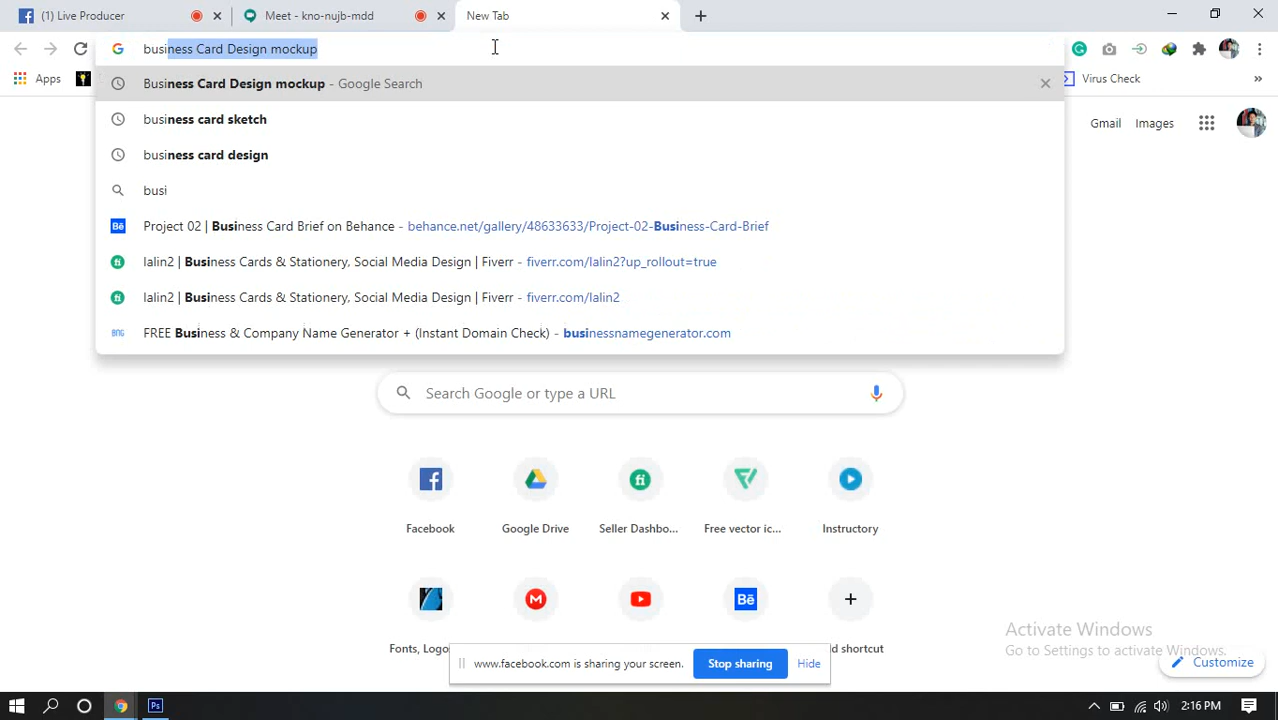 (1) Live Producer
Meet - kno-nujb-mdd
New Tab
business Card Design mockup
Apps
Virus Check
»
Business Card Design mockup - Google Search
business card sketch
business card design
busi
Project 02 | Business Card Brief on Behance - behance.net/gallery/48633633/Project-02-Business-Card-Brief
lalin2 | Business Cards & Stationery, Social Media Design | Fiverr - fiverr.com/lalin2?up_rollout=true
lalin2 | Business Cards & Stationery, Social Media Design | Fiverr - fiverr.com/lalin2
FREE Business & Company Name Generator + (Instant Domain Check) - businessnamegenerator.com
Gmail Images
Search Google or type a URL
Facebook
Google Drive
Seller Dashbo...
Free vector ic...
Instructory
Fonts, Logo
d shortcut
www.facebook.com is sharing your screen.
Stop sharing
Hide
Activate Windows
Go to Settings to activate Windows.
Customize
2:16 PM